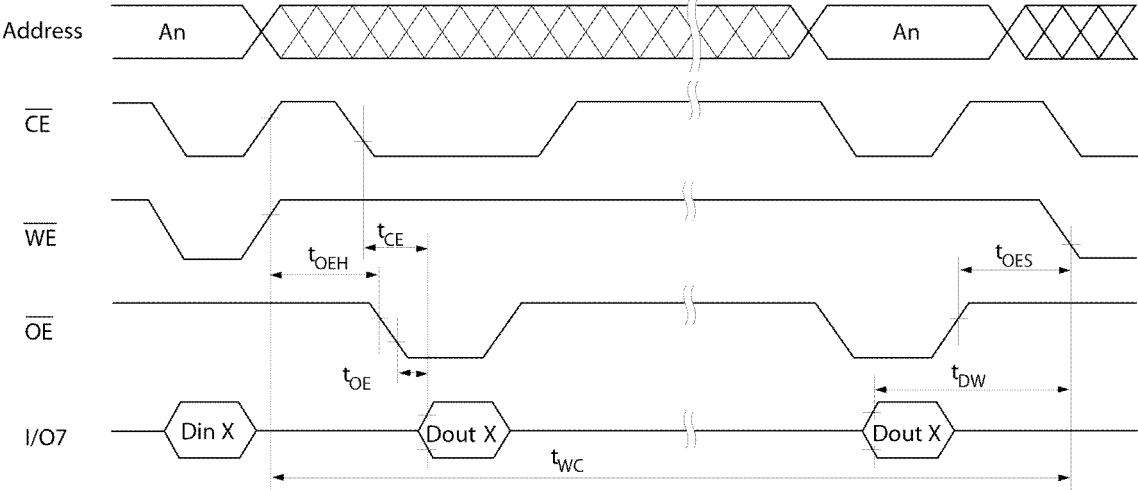 Address An An
CE
WE
tCE
tOEH tOES
OE
tOE tDW
I/O7 Din X Dout X Dout X
tWC